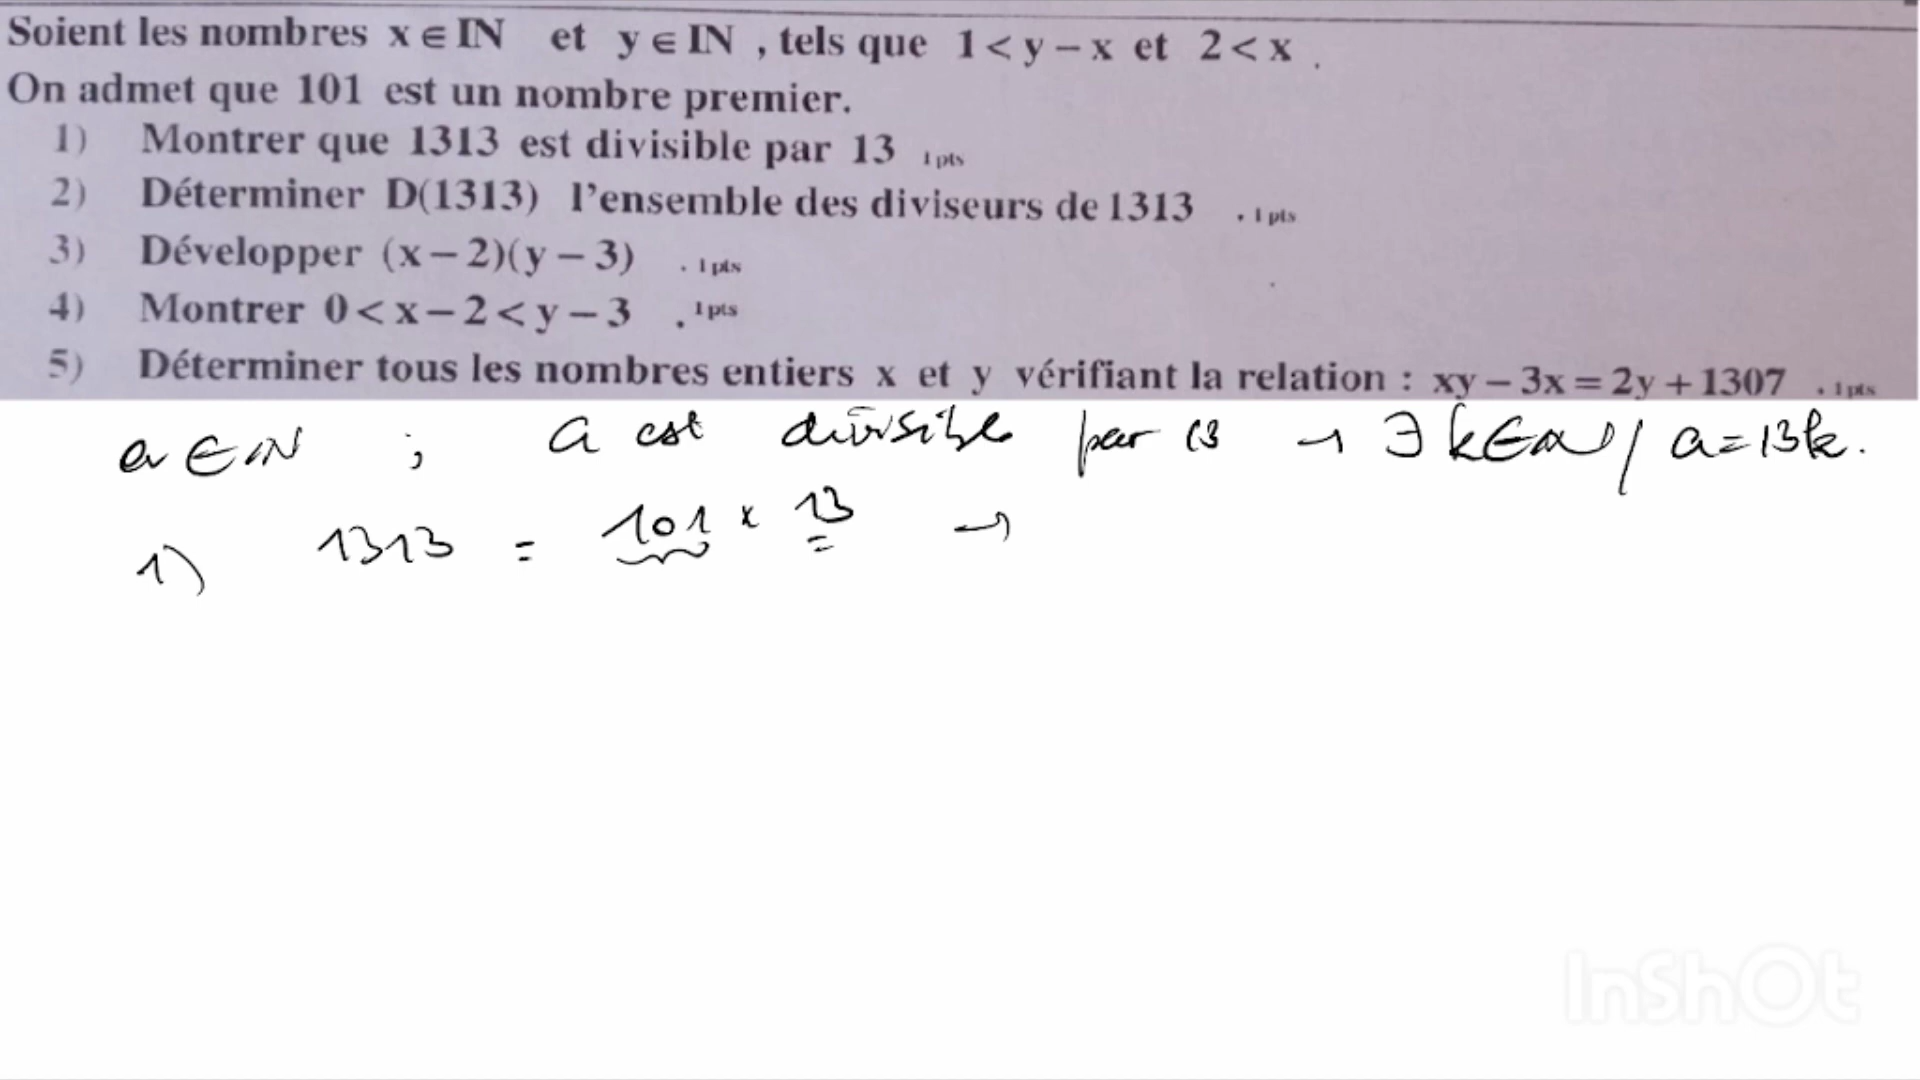 Soient les nombres x ∈ IN et y ∈ IN , tels que 1 < y – x et 2 < x .
On admet que 101 est un nombre premier.
1) Montrer que 1313 est divisible par 13 1 pts
2) Déterminer D(1313) l'ensemble des diviseurs de 1313 . 1 pts
3) Développer (x – 2)(y – 3) . 1 pts
4) Montrer 0 < x – 2 < y – 3 . 1 pts
5) Déterminer tous les nombres entiers x et y vérifiant la relation : xy – 3x = 2y + 1307 . 1 pts
a ∈ IN ; a est divisible par 13 → ∃ k ∈ IN / a = 13k.
1) 1313 = 101 × 13 →
InShOt